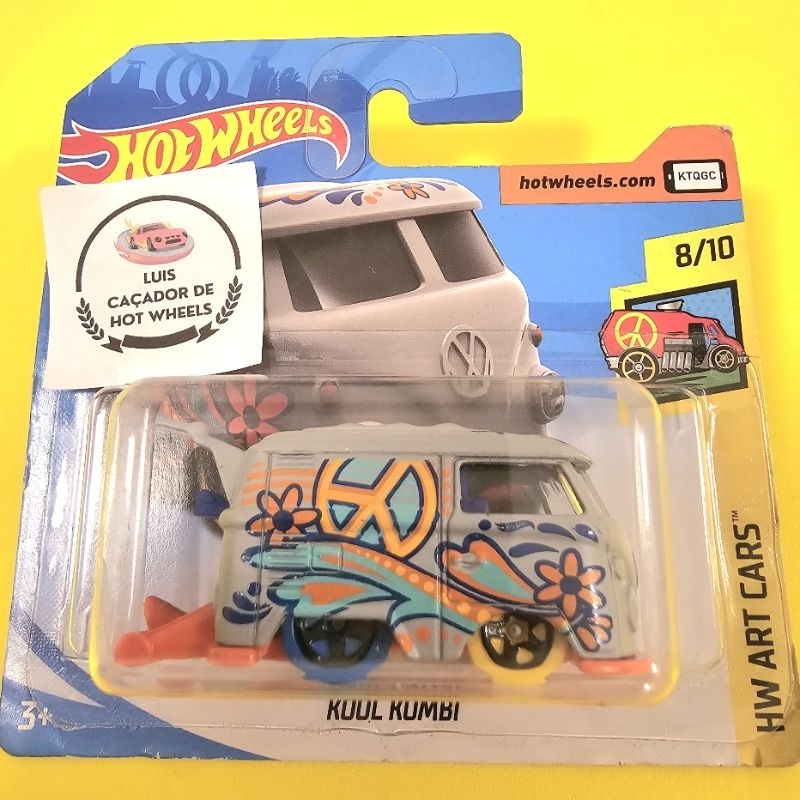 HOT WHEELS
hotwheels.com
KTQGC
LUIS
CAÇADOR DE
HOT WHEELS
8/10
HW ART CARS™
3+
KOOL KOMBI